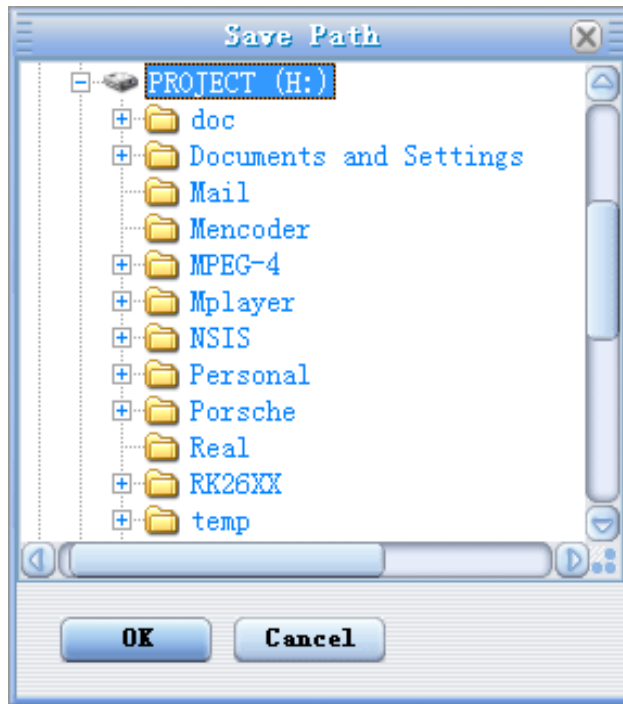 Save Path
PROJECT (H:)
doc
Documents and Settings
Mail
Mencoder
MPEG-4
Mplayer
NSIS
Personal
Porsche
Real
RK26XX
temp
OK Cancel